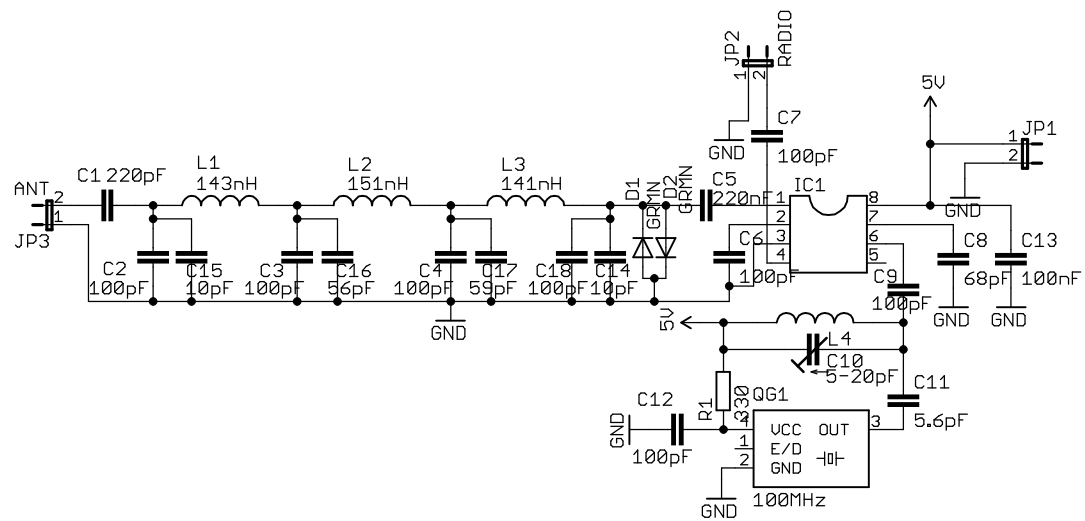 JP2
1
2
RADIO
5V
C7
100pF
GND
1
2
JP1
GND
ANT
2
1
JP3
C1
220pF
L1
143nH
L2
151nH
L3
141nH
D1
GRMN
D2
GRMN
C5
220nF
IC1
1
2
3
4
8
7
6
5
C2
100pF
C15
10pF
C3
100pF
C16
56pF
C4
100pF
C17
59pF
C18
100pF
C14
10pF
C6
100pF
C9
100pF
C8
68pF
C13
100nF
GND
GND
GND
5V
L4
C10
5-20pF
C11
5.6pF
R1
330
QG1
C12
100pF
GND
4
1
2
3
VCC OUT
E/D
GND
GND
100MHz